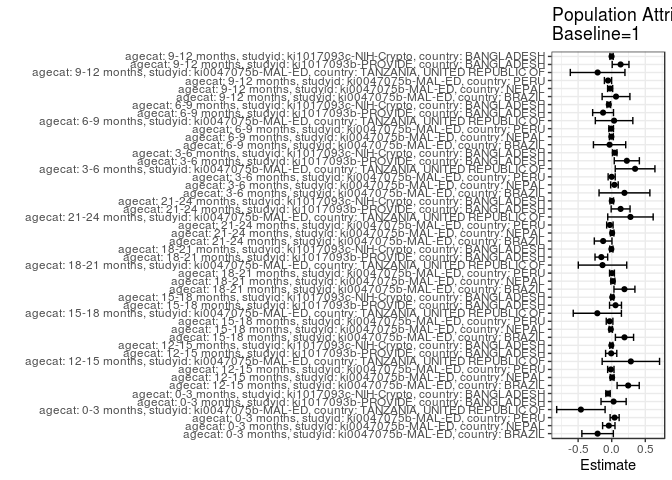 Population Attri
Baseline=1
agecat: 9-12 months, studyid: ki1017093c-NIH-Crypto, country: BANGLADESH
agecat: 9-12 months, studyid: ki1017093b-PROVIDE, country: BANGLADESH
agecat: 9-12 months, studyid: ki0047075b-MAL-ED, country: TANZANIA, UNITED REPUBLIC OF
agecat: 9-12 months, studyid: ki0047075b-MAL-ED, country: PERU
agecat: 9-12 months, studyid: ki0047075b-MAL-ED, country: NEPAL
agecat: 9-12 months, studyid: ki0047075b-MAL-ED, country: BRAZIL
agecat: 6-9 months, studyid: ki1017093c-NIH-Crypto, country: BANGLADESH
agecat: 6-9 months, studyid: ki1017093b-PROVIDE, country: BANGLADESH
agecat: 6-9 months, studyid: ki0047075b-MAL-ED, country: TANZANIA, UNITED REPUBLIC OF
agecat: 6-9 months, studyid: ki0047075b-MAL-ED, country: PERU
agecat: 6-9 months, studyid: ki0047075b-MAL-ED, country: NEPAL
agecat: 6-9 months, studyid: ki0047075b-MAL-ED, country: BRAZIL
agecat: 3-6 months, studyid: ki1017093c-NIH-Crypto, country: BANGLADESH
agecat: 3-6 months, studyid: ki1017093b-PROVIDE, country: BANGLADESH
agecat: 3-6 months, studyid: ki0047075b-MAL-ED, country: TANZANIA, UNITED REPUBLIC OF
agecat: 3-6 months, studyid: ki0047075b-MAL-ED, country: PERU
agecat: 3-6 months, studyid: ki0047075b-MAL-ED, country: NEPAL
agecat: 3-6 months, studyid: ki0047075b-MAL-ED, country: BRAZIL
agecat: 21-24 months, studyid: ki1017093c-NIH-Crypto, country: BANGLADESH
agecat: 21-24 months, studyid: ki1017093b-PROVIDE, country: BANGLADESH
agecat: 21-24 months, studyid: ki0047075b-MAL-ED, country: TANZANIA, UNITED REPUBLIC OF
agecat: 21-24 months, studyid: ki0047075b-MAL-ED, country: PERU
agecat: 21-24 months, studyid: ki0047075b-MAL-ED, country: NEPAL
agecat: 21-24 months, studyid: ki0047075b-MAL-ED, country: BRAZIL
agecat: 18-21 months, studyid: ki1017093c-NIH-Crypto, country: BANGLADESH
agecat: 18-21 months, studyid: ki1017093b-PROVIDE, country: BANGLADESH
agecat: 18-21 months, studyid: ki0047075b-MAL-ED, country: TANZANIA, UNITED REPUBLIC OF
agecat: 18-21 months, studyid: ki0047075b-MAL-ED, country: PERU
agecat: 18-21 months, studyid: ki0047075b-MAL-ED, country: NEPAL
agecat: 18-21 months, studyid: ki0047075b-MAL-ED, country: BRAZIL
agecat: 15-18 months, studyid: ki1017093c-NIH-Crypto, country: BANGLADESH
agecat: 15-18 months, studyid: ki1017093b-PROVIDE, country: BANGLADESH
agecat: 15-18 months, studyid: ki0047075b-MAL-ED, country: TANZANIA, UNITED REPUBLIC OF
agecat: 15-18 months, studyid: ki0047075b-MAL-ED, country: PERU
agecat: 15-18 months, studyid: ki0047075b-MAL-ED, country: NEPAL
agecat: 15-18 months, studyid: ki0047075b-MAL-ED, country: BRAZIL
agecat: 12-15 months, studyid: ki1017093c-NIH-Crypto, country: BANGLADESH
agecat: 12-15 months, studyid: ki1017093b-PROVIDE, country: BANGLADESH
agecat: 12-15 months, studyid: ki0047075b-MAL-ED, country: TANZANIA, UNITED REPUBLIC OF
agecat: 12-15 months, studyid: ki0047075b-MAL-ED, country: PERU
agecat: 12-15 months, studyid: ki0047075b-MAL-ED, country: NEPAL
agecat: 12-15 months, studyid: ki0047075b-MAL-ED, country: BRAZIL
agecat: 0-3 months, studyid: ki1017093c-NIH-Crypto, country: BANGLADESH
agecat: 0-3 months, studyid: ki1017093b-PROVIDE, country: BANGLADESH
agecat: 0-3 months, studyid: ki0047075b-MAL-ED, country: TANZANIA, UNITED REPUBLIC OF
agecat: 0-3 months, studyid: ki0047075b-MAL-ED, country: PERU
agecat: 0-3 months, studyid: ki0047075b-MAL-ED, country: NEPAL
agecat: 0-3 months, studyid: ki0047075b-MAL-ED, country: BRAZIL
-0.5 0.0 0.5
Estimate